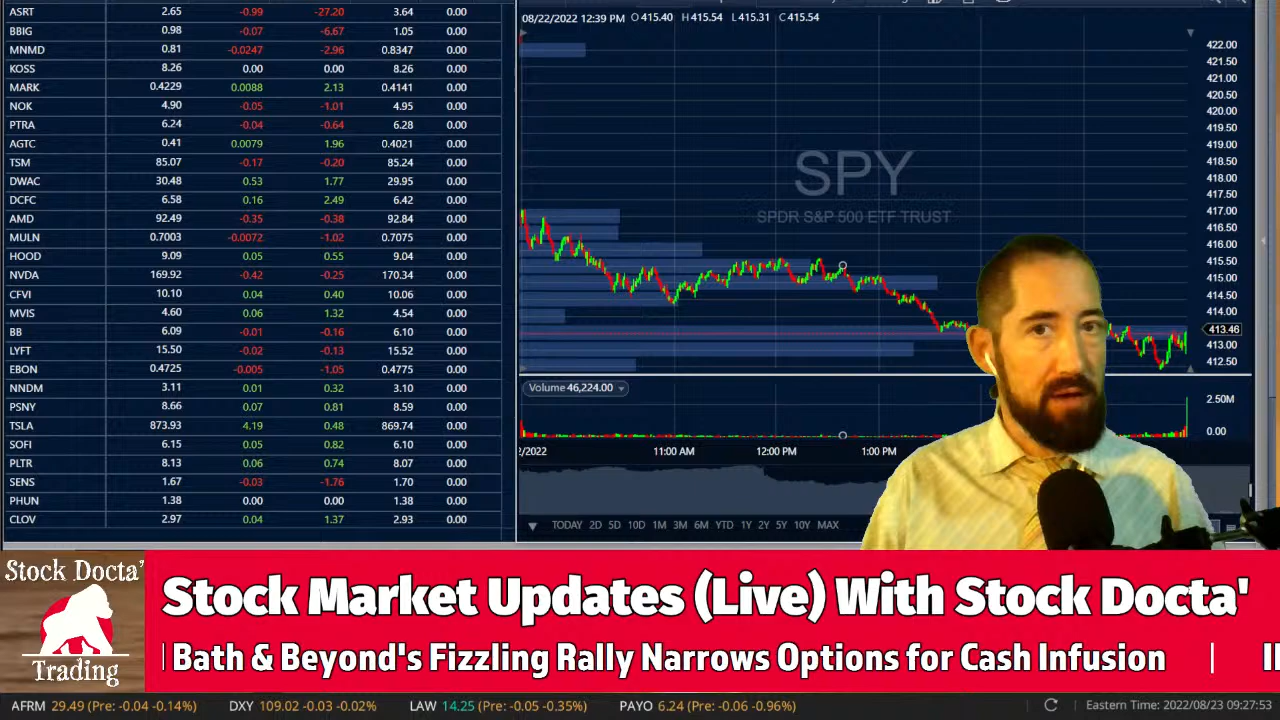 ASRT 2.65 -0.99 -27.20 3.64 0.00
BBIG 0.98 -0.07 -6.67 1.05 0.00
MNMD 0.81 -0.0247 -2.96 0.8347 0.00
KOSS 8.26 0.00 0.00 8.26 0.00
MARK 0.4229 0.0088 2.13 0.4141 0.00
NOK 4.90 -0.05 -1.01 4.95 0.00
PTRA 6.24 -0.04 -0.64 6.28 0.00
AGTC 0.41 0.0079 1.96 0.4021 0.00
TSM 85.07 -0.17 -0.20 85.24 0.00
DWAC 30.48 0.53 1.77 29.95 0.00
DCFC 6.58 0.16 2.49 6.42 0.00
AMD 92.49 -0.35 -0.38 92.84 0.00
MULN 0.7003 -0.0072 -1.02 0.7075 0.00
HOOD 9.09 0.05 0.55 9.04 0.00
NVDA 169.92 -0.42 -0.25 170.34 0.00
CFVI 10.10 0.04 0.40 10.06 0.00
MVIS 4.60 0.06 1.32 4.54 0.00
BB 6.09 -0.01 -0.16 6.10 0.00
LYFT 15.50 -0.02 -0.13 15.52 0.00
EBON 0.4725 -0.005 -1.05 0.4775 0.00
NNDM 3.11 0.01 0.32 3.10 0.00
PSNY 8.66 0.07 0.81 8.59 0.00
TSLA 873.93 4.19 0.48 869.74 0.00
SOFI 6.15 0.05 0.82 6.10 0.00
PLTR 8.13 0.06 0.74 8.07 0.00
SENS 1.67 -0.03 -1.76 1.70 0.00
PHUN 1.38 0.00 0.00 1.38 0.00
CLOV 2.97 0.04 1.37 2.93 0.00
08/22/2022 12:39 PM O 415.40 H 415.54 L 415.31 C 415.54
422.00
421.50
421.00
420.50
420.00
419.50
419.00
418.50
418.00
417.50
417.00
416.50
416.00
415.50
415.00
414.50
414.00
413.46
413.00
412.50
SPY
SPDR S&P 500 ETF TRUST
Volume 46,224.00
2.50M
0.00
2/2022 11:00 AM 12:00 PM 1:00 PM
TODAY 2D 5D 10D 1M 3M 6M YTD 1Y 2Y 5Y 10Y MAX
Stock Docta'
Trading
Stock Market Updates (Live) With Stock Docta'
| Bath & Beyond's Fizzling Rally Narrows Options for Cash Infusion |
AFRM 29.49 (Pre: -0.04 -0.14%) DXY 109.02 -0.03 -0.02% LAW 14.25 (Pre: -0.05 -0.35%) PAYO 6.24 (Pre: -0.06 -0.96%) Eastern Time: 2022/08/23 09:27:53